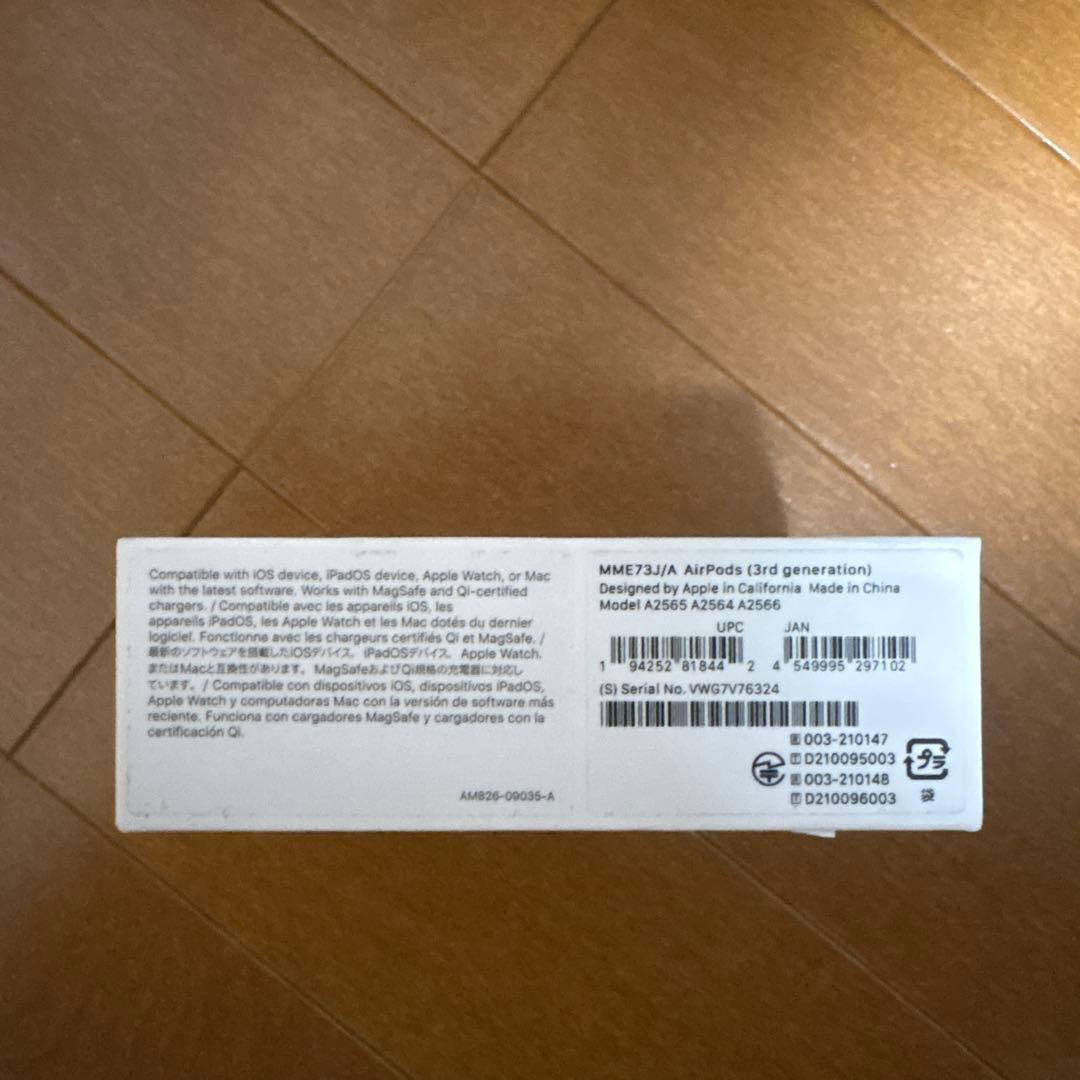 Compatible with iOS device, iPadOS device, Apple Watch, or Mac
with the latest software. Works with MagSafe and Qi-certified
chargers. / Compatible avec les appareils iOS, les
appareils iPadOS, les Apple Watch et les Mac dotés du dernier
logiciel. Fonctionne avec les chargeurs certifiés Qi et MagSafe. /
最新のソフトウェアを搭載したiOSデバイス、iPadOSデバイス、Apple Watch、
またはMacと互換性があります。MagSafeおよびQi規格の充電器に対応し
ています。/ Compatible con dispositivos iOS, dispositivos iPadOS,
Apple Watch y computadoras Mac con la versión de software más
reciente. Funciona con cargadores MagSafe y cargadores con la
certificación Qi.
AM826-09035-A
MME73J/A AirPods (3rd generation)
Designed by Apple in California Made in China
Model A2565 A2564 A2566
UPC JAN
1 94252 81844 2 4 549995 297102
(S) Serial No. VWG7V76324
R 003-210147
T D210095003
R 003-210148
T D210096003
プラ
袋